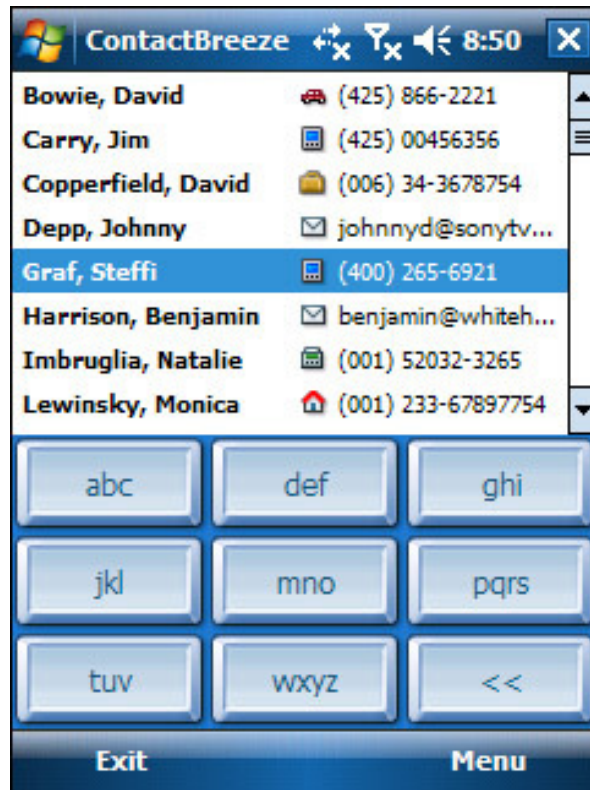 ContactBreeze 8:50
Bowie, David (425) 866-2221
Carry, Jim (425) 00456356
Copperfield, David (006) 34-3678754
Depp, Johnny johnnyd@sonytv...
Graf, Steffi (400) 265-6921
Harrison, Benjamin benjamin@whiteh...
Imbruglia, Natalie (001) 52032-3265
Lewinsky, Monica (001) 233-67897754
abc def ghi
jkl mno pqrs
tuv wxyz <<
Exit Menu